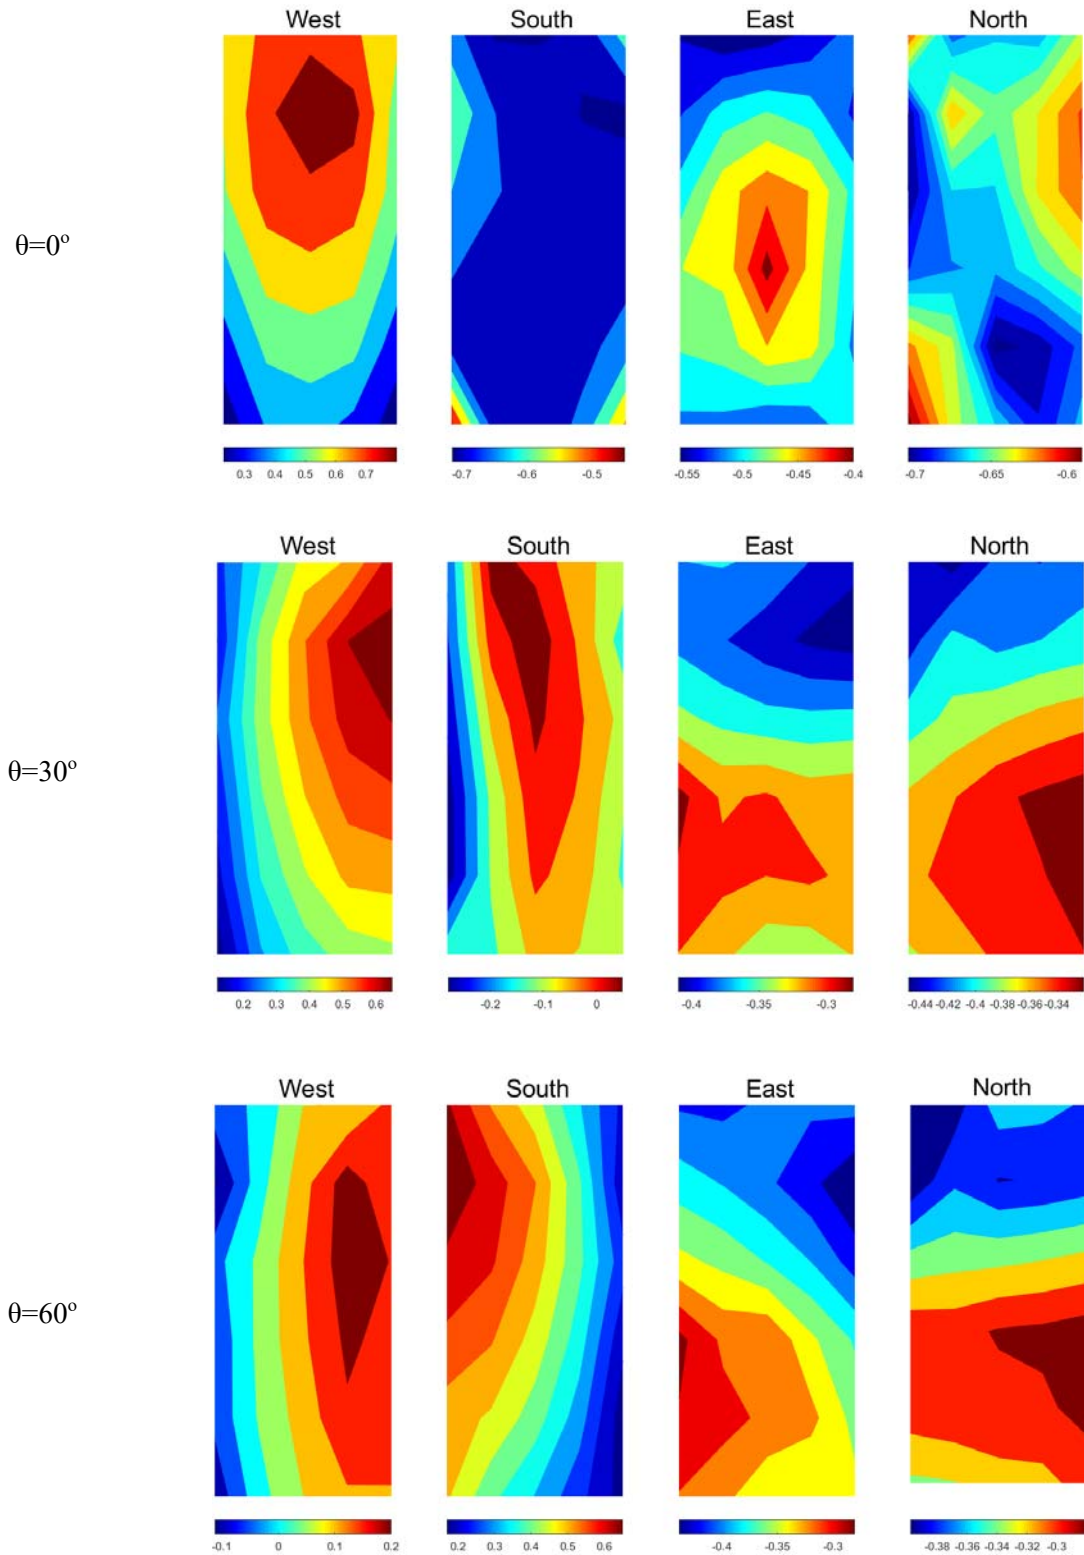 West South East North
θ=0º
0.3 0.4 0.5 0.6 0.7 -0.7 -0.6 -0.5 -0.55 -0.5 -0.45 -0.4 -0.7 -0.65 -0.6
West South East North
θ=30º
0.2 0.3 0.4 0.5 0.6 -0.2 -0.1 0 -0.4 -0.35 -0.3 -0.44 -0.42 -0.4 -0.38 -0.36 -0.34
West South East North
θ=60º
-0.1 0 0.1 0.2 0.2 0.3 0.4 0.5 0.6 -0.4 -0.35 -0.3 -0.38 -0.36 -0.34 -0.32 -0.3